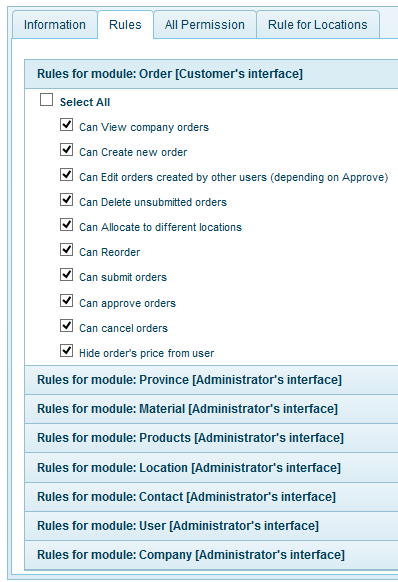 Information Rules All Permission Rule for Locations
Rules for module: Order [Customer's interface]
Select All
Can View company orders
Can Create new order
Can Edit orders created by other users (depending on Approve)
Can Delete unsubmitted orders
Can Allocate to different locations
Can Reorder
Can submit orders
Can approve orders
Can cancel orders
Hide order's price from user
Rules for module: Province [Administrator's interface]
Rules for module: Material [Administrator's interface]
Rules for module: Products [Administrator's interface]
Rules for module: Location [Administrator's interface]
Rules for module: Contact [Administrator's interface]
Rules for module: User [Administrator's interface]
Rules for module: Company [Administrator's interface]